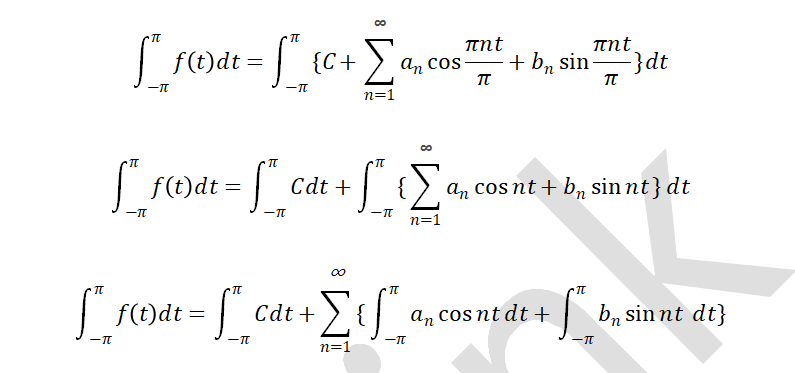 ∫_{−π}^{π} f(t)dt = ∫_{−π}^{π} {C + ∑_{n=1}^{∞} a_n cos πnt/π + b_n sin πnt/π}dt
∫_{−π}^{π} f(t)dt = ∫_{−π}^{π} Cdt + ∫_{−π}^{π} {∑_{n=1}^{∞} a_n cos nt + b_n sin nt} dt
∫_{−π}^{π} f(t)dt = ∫_{−π}^{π} Cdt + ∑_{n=1}^{∞} {∫_{−π}^{π} a_n cos nt dt + ∫_{−π}^{π} b_n sin nt dt}